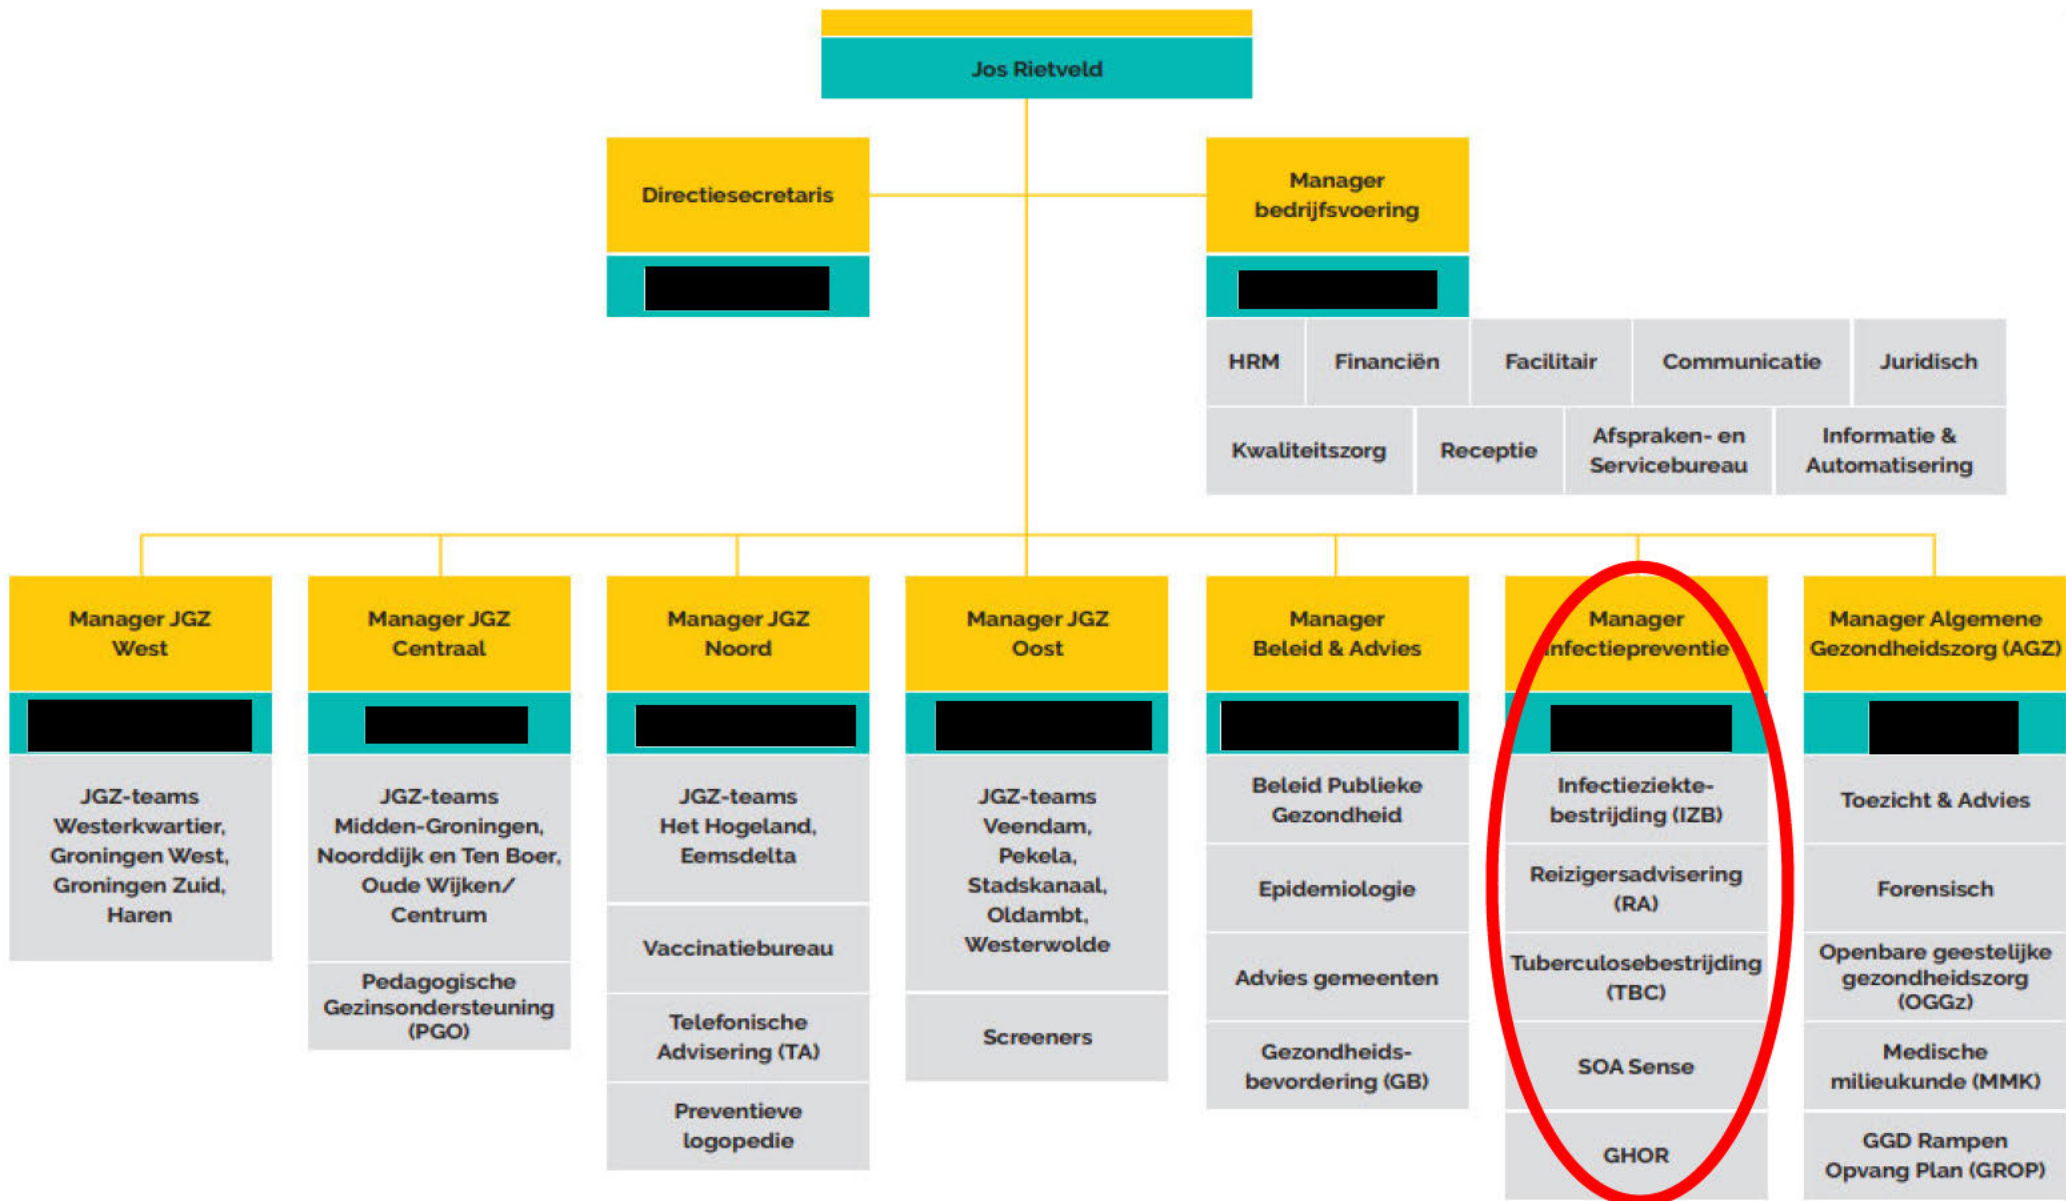 Jos Rietveld
Directiesecretaris
Manager
bedrijfsvoering
HRM
Financiën
Facilitair
Communicatie
Juridisch
Kwaliteitszorg
Receptie
Afspraken- en
Servicebureau
Informatie &
Automatisering
Manager JGZ
West
JGZ-teams
Westerkwartier,
Groningen West,
Groningen Zuid,
Haren
Manager JGZ
Centraal
JGZ-teams
Midden-Groningen,
Noorddijk en Ten Boer,
Oude Wijken/
Centrum
Pedagogische
Gezinsondersteuning
(PGO)
Manager JGZ
Noord
JGZ-teams
Het Hogeland,
Eemsdelta
Vaccinatiebureau
Telefonische
Advisering (TA)
Preventieve
logopedie
Manager JGZ
Oost
JGZ-teams
Veendam,
Pekela,
Stadskanaal,
Oldambt,
Westerwolde
Screeners
Manager
Beleid & Advies
Beleid Publieke
Gezondheid
Epidemiologie
Advies gemeenten
Gezondheids-
bevordering (GB)
Manager
Infectiepreventie
Infectieziekte-
bestrijding (IZB)
Reizigersadvisering
(RA)
Tuberculosebestrijding
(TBC)
SOA Sense
GHOR
Manager Algemene
Gezondheidszorg (AGZ)
Toezicht & Advies
Forensisch
Openbare geestelijke
gezondheidszorg
(OGGz)
Medische
milieukunde (MMK)
GGD Rampen
Opvang Plan (GROP)